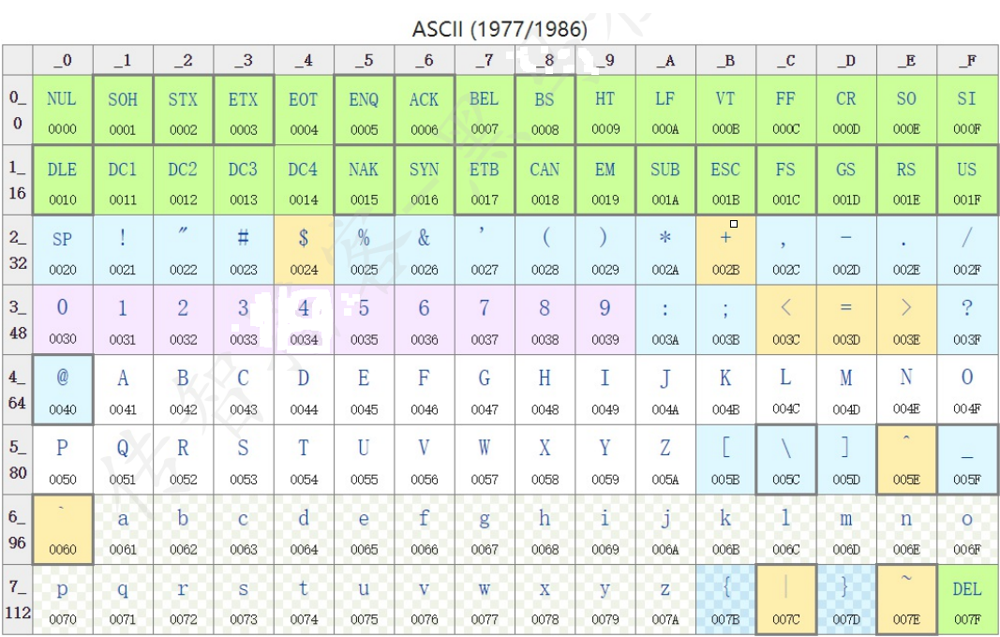 ASCII (1977/1986)
_0 _1 _2 _3 _4 _5 _6 _7 _8 _9 _A _B _C _D _E _F
0_ NUL SOH STX ETX EOT ENQ ACK BEL BS HT LF VT FF CR SO SI
0 0000 0001 0002 0003 0004 0005 0006 0007 0008 0009 000A 000B 000C 000D 000E 000F
1_ DLE DC1 DC2 DC3 DC4 NAK SYN ETB CAN EM SUB ESC FS GS RS US
16 0010 0011 0012 0013 0014 0015 0016 0017 0018 0019 001A 001B 001C 001D 001E 001F
2_ SP ! " # $ % & ' ( ) * + , - . /
32 0020 0021 0022 0023 0024 0025 0026 0027 0028 0029 002A 002B 002C 002D 002E 002F
3_ 0 1 2 3 4 5 6 7 8 9 : ; < = > ?
48 0030 0031 0032 0033 0034 0035 0036 0037 0038 0039 003A 003B 003C 003D 003E 003F
4_ @ A B C D E F G H I J K L M N O
64 0040 0041 0042 0043 0044 0045 0046 0047 0048 0049 004A 004B 004C 004D 004E 004F
5_ P Q R S T U V W X Y Z [ \ ] ^ _
80 0050 0051 0052 0053 0054 0055 0056 0057 0058 0059 005A 005B 005C 005D 005E 005F
6_ ` a b c d e f g h i j k l m n o
96 0060 0061 0062 0063 0064 0065 0066 0067 0068 0069 006A 006B 006C 006D 006E 006F
7_ p q r s t u v w x y z { | } ~ DEL
112 0070 0071 0072 0073 0074 0075 0076 0077 0078 0079 007A 007B 007C 007D 007E 007F